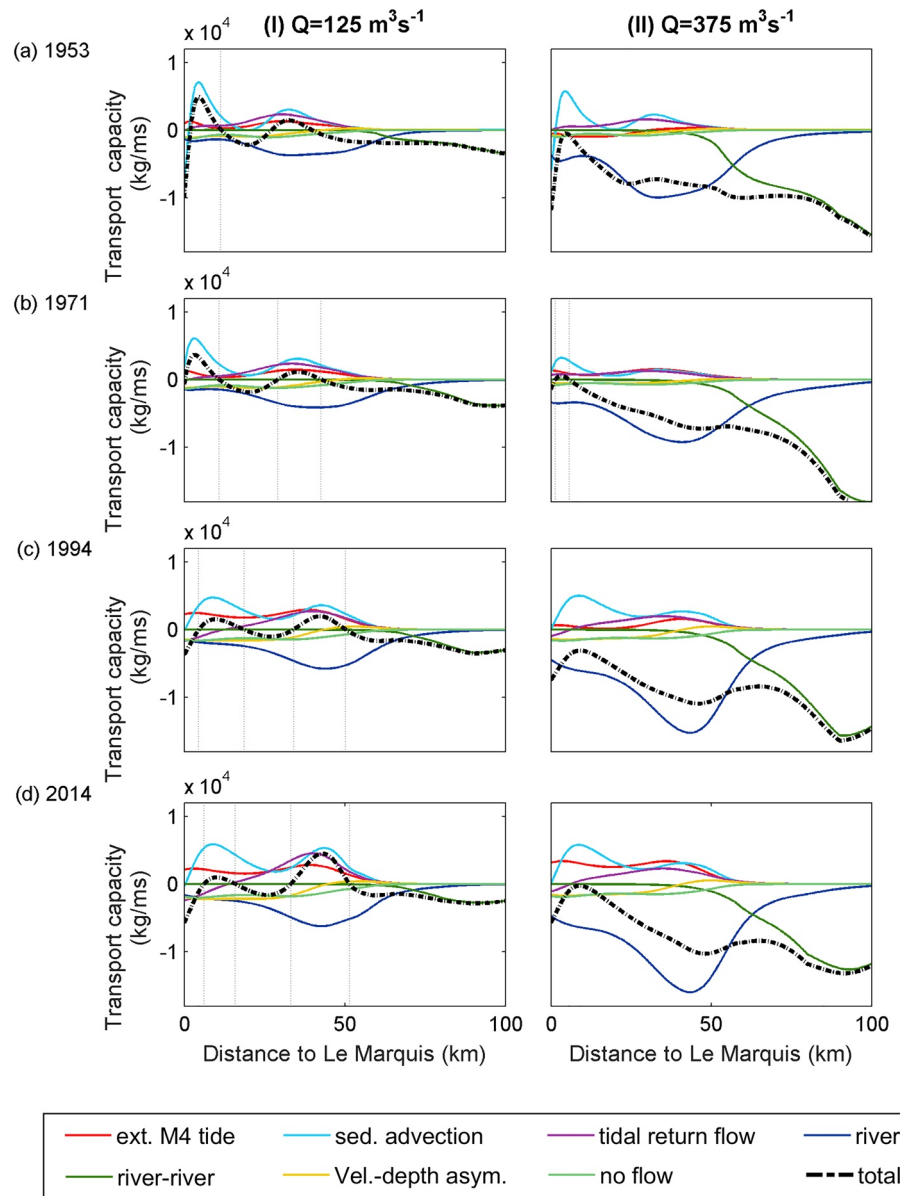 (I) Q=125 m³s⁻¹ (II) Q=375 m³s⁻¹
(a) 1953
x 10⁴
1
0
-1
Transport capacity
(kg/ms)
(b) 1971
x 10⁴
1
0
-1
Transport capacity
(kg/ms)
(c) 1994
x 10⁴
1
0
-1
Transport capacity
(kg/ms)
(d) 2014
x 10⁴
1
0
-1
Transport capacity
(kg/ms)
0 50 100 0 50 100
Distance to Le Marquis (km) Distance to Le Marquis (km)
ext. M4 tide sed. advection tidal return flow river
river-river Vel.-depth asym. no flow total